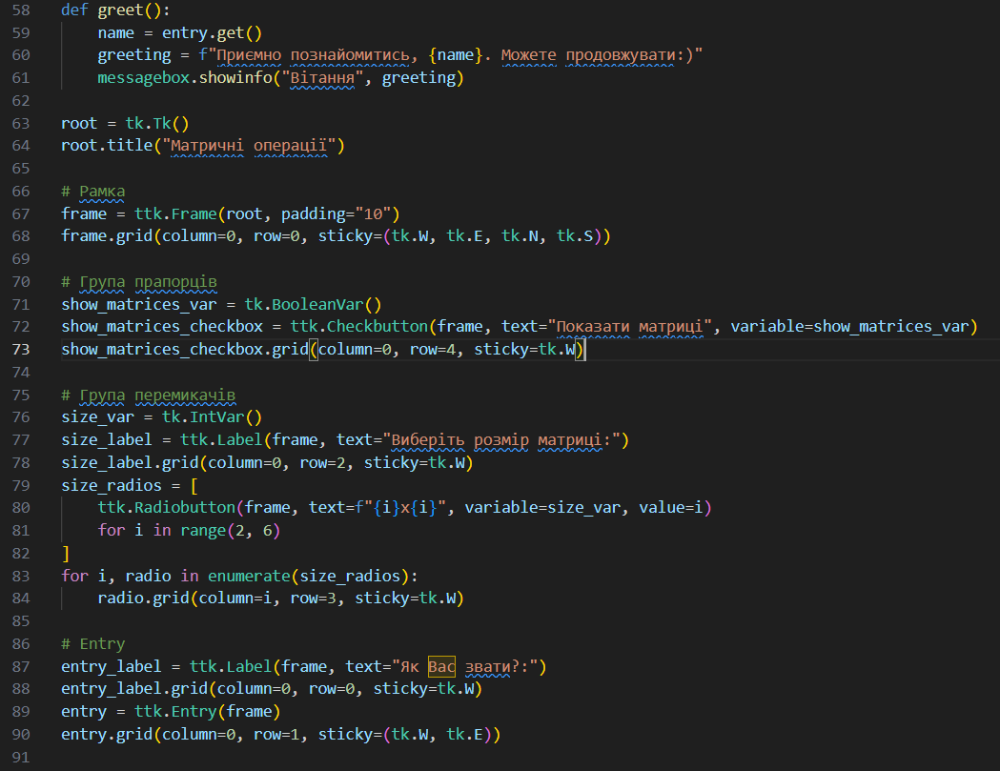 58 def greet():
59     name = entry.get()
60     greeting = f"Приємно познайомитись, {name}. Можете продовжувати:)"
61     messagebox.showinfo("Вітання", greeting)
62
63 root = tk.Tk()
64 root.title("Матричні операції")
65
66 # Рамка
67 frame = ttk.Frame(root, padding="10")
68 frame.grid(column=0, row=0, sticky=(tk.W, tk.E, tk.N, tk.S))
69
70 # Група прапорців
71 show_matrices_var = tk.BooleanVar()
72 show_matrices_checkbox = ttk.Checkbutton(frame, text="Показати матриці", variable=show_matrices_var)
73 show_matrices_checkbox.grid(column=0, row=4, sticky=tk.W)
74
75 # Група перемикачів
76 size_var = tk.IntVar()
77 size_label = ttk.Label(frame, text="Виберіть розмір матриці:")
78 size_label.grid(column=0, row=2, sticky=tk.W)
79 size_radios = [
80     ttk.Radiobutton(frame, text=f"{i}x{i}", variable=size_var, value=i)
81     for i in range(2, 6)
82 ]
83 for i, radio in enumerate(size_radios):
84     radio.grid(column=i, row=3, sticky=tk.W)
85
86 # Entry
87 entry_label = ttk.Label(frame, text="Як Вас звати?:")
88 entry_label.grid(column=0, row=0, sticky=tk.W)
89 entry = ttk.Entry(frame)
90 entry.grid(column=0, row=1, sticky=(tk.W, tk.E))
91